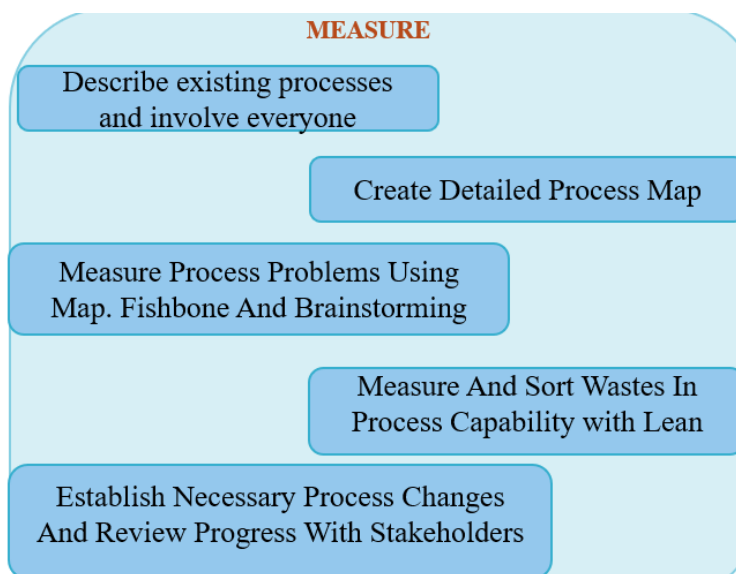 MEASURE
Describe existing processes
and involve everyone
Create Detailed Process Map
Measure Process Problems Using
Map. Fishbone And Brainstorming
Measure And Sort Wastes In
Process Capability with Lean
Establish Necessary Process Changes
And Review Progress With Stakeholders